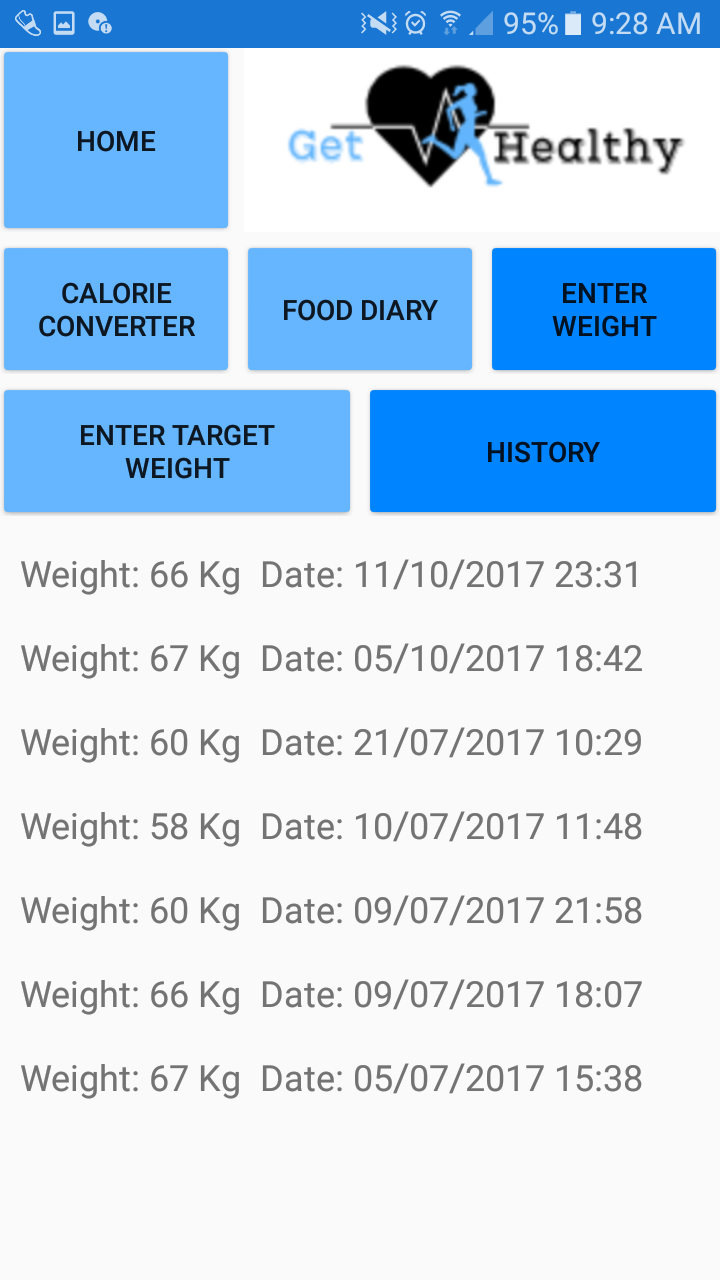 95% 9:28 AM
HOME
Get Healthy
CALORIE
CONVERTER
FOOD DIARY
ENTER
WEIGHT
ENTER TARGET
WEIGHT
HISTORY
Weight: 66 Kg Date: 11/10/2017 23:31
Weight: 67 Kg Date: 05/10/2017 18:42
Weight: 60 Kg Date: 21/07/2017 10:29
Weight: 58 Kg Date: 10/07/2017 11:48
Weight: 60 Kg Date: 09/07/2017 21:58
Weight: 66 Kg Date: 09/07/2017 18:07
Weight: 67 Kg Date: 05/07/2017 15:38